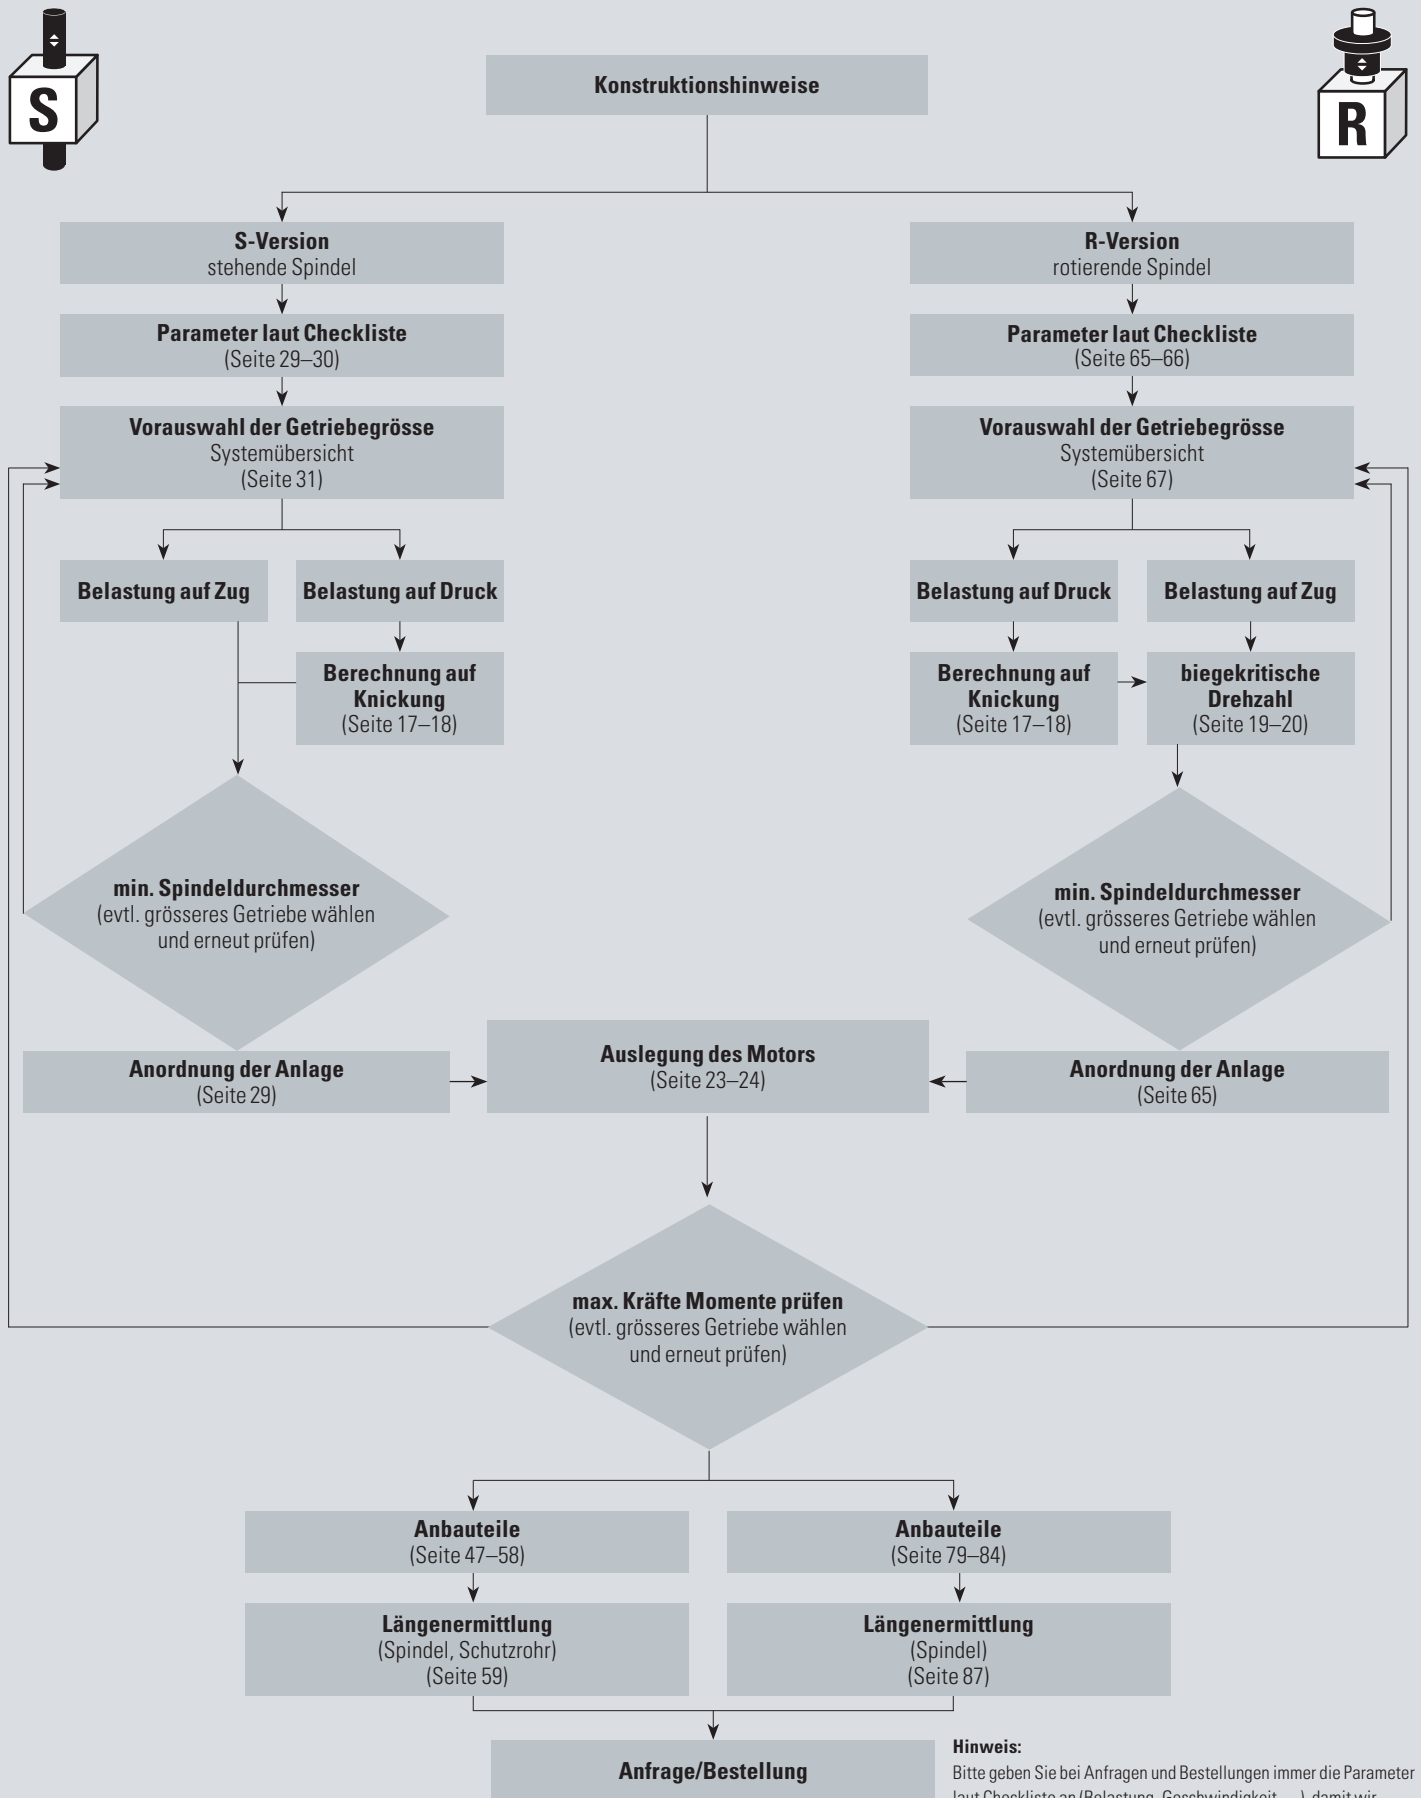 S
Konstruktionshinweise
R
S-Version
stehende Spindel
R-Version
rotierende Spindel
Parameter laut Checkliste
(Seite 29–30)
Parameter laut Checkliste
(Seite 65–66)
Vorauswahl der Getriebegrösse
Systemübersicht
(Seite 31)
Vorauswahl der Getriebegrösse
Systemübersicht
(Seite 67)
Belastung auf Zug
Belastung auf Druck
Belastung auf Druck
Belastung auf Zug
Berechnung auf
Knickung
(Seite 17–18)
Berechnung auf
Knickung
(Seite 17–18)
biegekritische
Drehzahl
(Seite 19–20)
min. Spindeldurchmesser
(evtl. grösseres Getriebe wählen
und erneut prüfen)
min. Spindeldurchmesser
(evtl. grösseres Getriebe wählen
und erneut prüfen)
Anordnung der Anlage
(Seite 29)
Auslegung des Motors
(Seite 23–24)
Anordnung der Anlage
(Seite 65)
max. Kräfte Momente prüfen
(evtl. grösseres Getriebe wählen
und erneut prüfen)
Anbauteile
(Seite 47–58)
Anbauteile
(Seite 79–84)
Längenermittlung
(Spindel, Schutzrohr)
(Seite 59)
Längenermittlung
(Spindel)
(Seite 87)
Anfrage/Bestellung
Hinweis:
Bitte geben Sie bei Anfragen und Bestellungen immer die Parameter
laut Checkliste an (Belastung, Geschwindigkeit, ...), damit wir